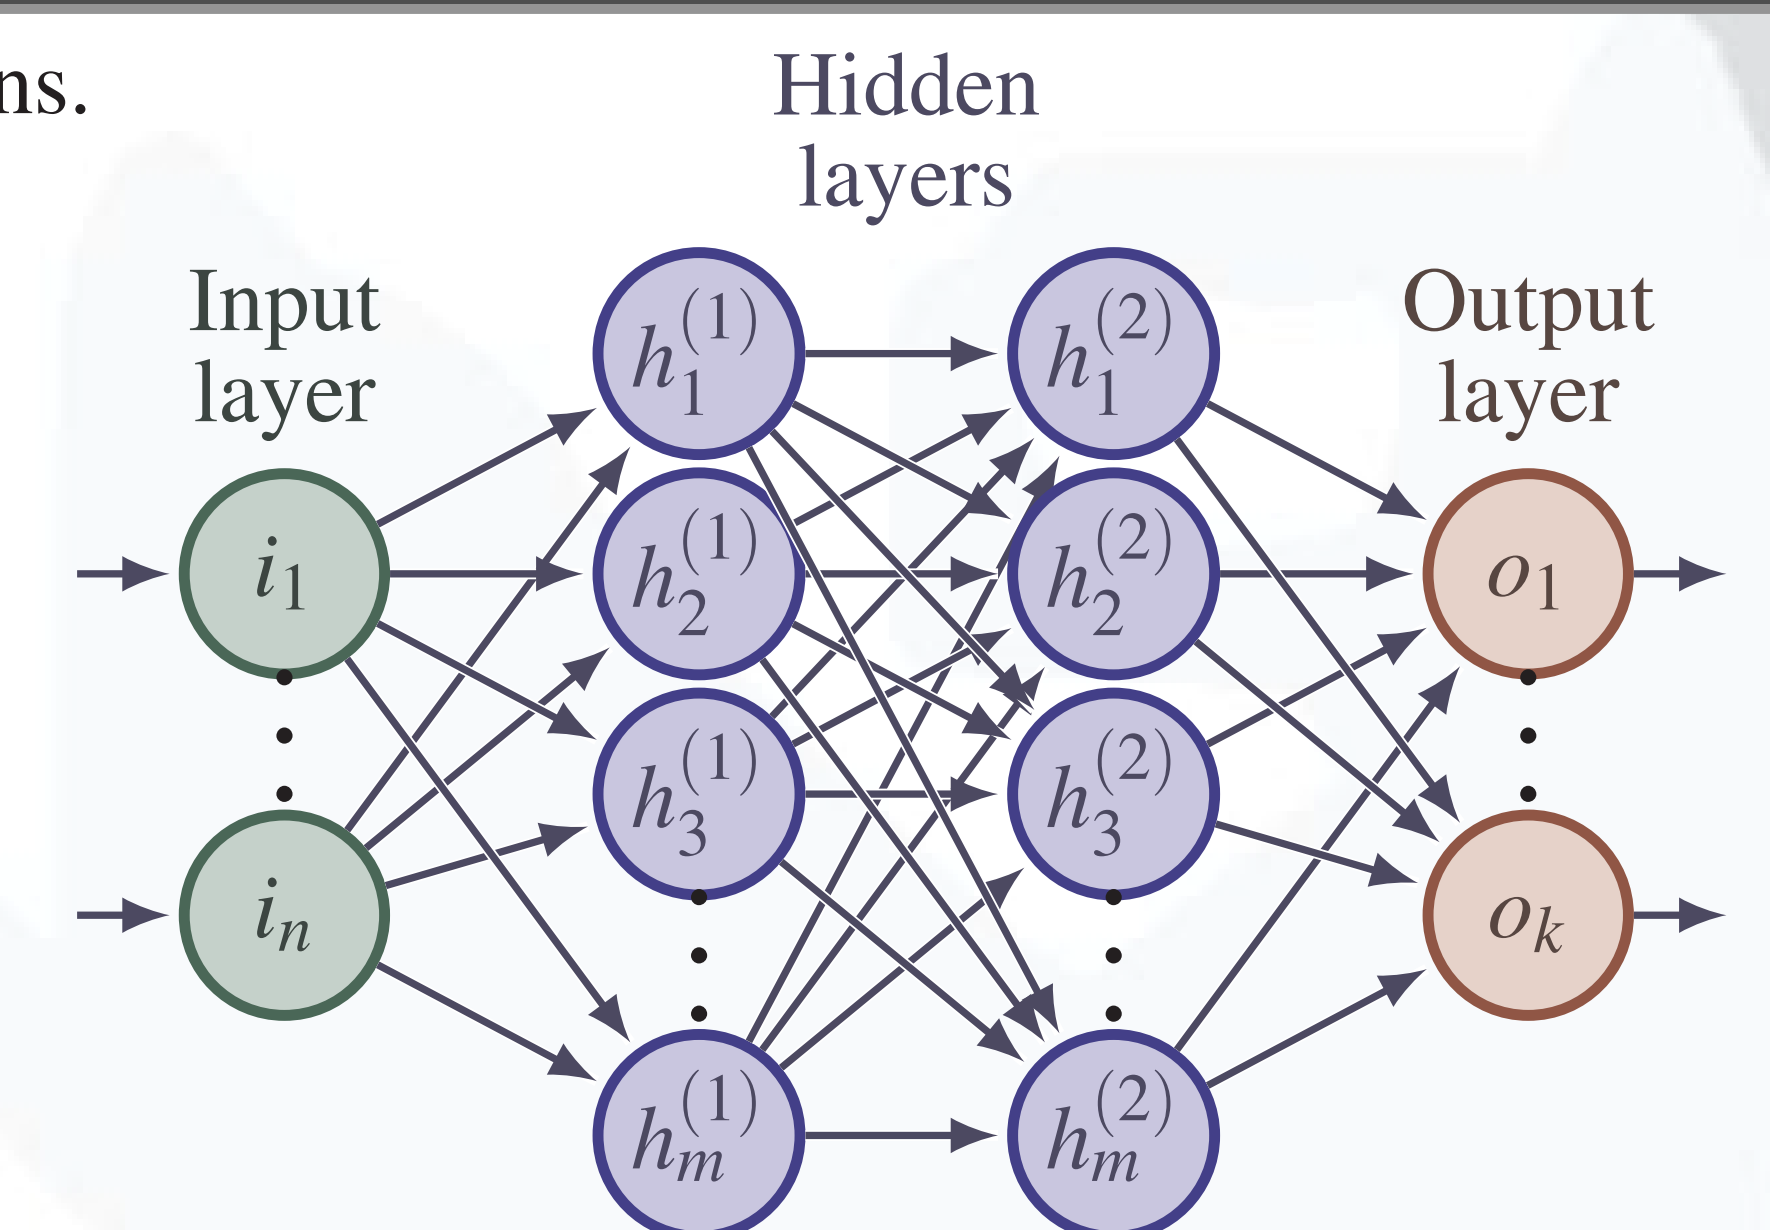 ns.
Hidden
layers
Input
layer
Output
layer
h₁⁽¹⁾
h₂⁽¹⁾
h₃⁽¹⁾
hₘ⁽¹⁾
h₁⁽²⁾
h₂⁽²⁾
h₃⁽²⁾
hₘ⁽²⁾
i₁
iₙ
o₁
oₖ